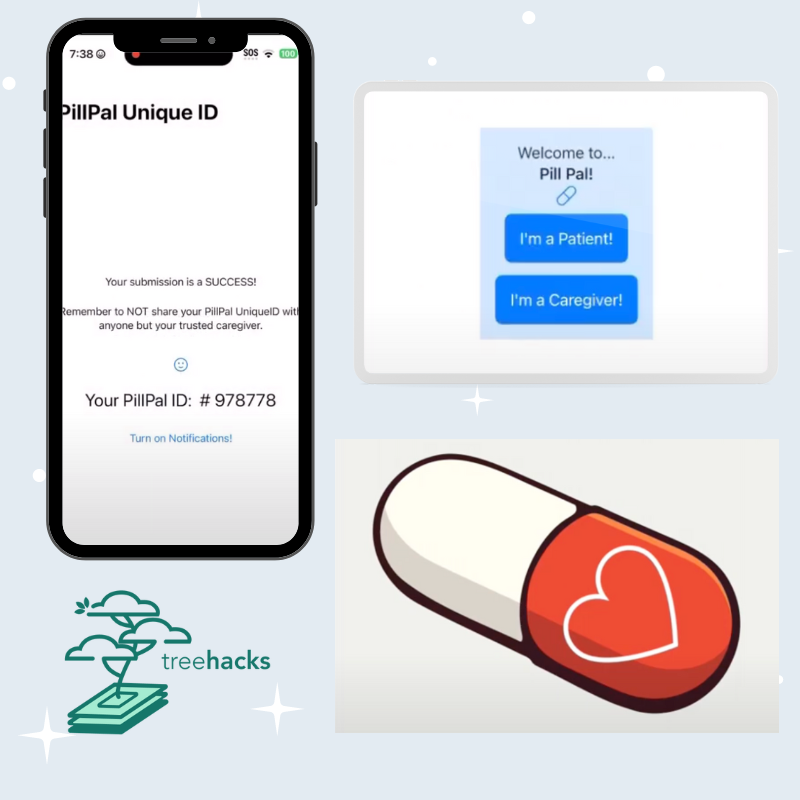 7:38
SOS
100
PillPal Unique ID
Your submission is a SUCCESS!
Remember to NOT share your PillPal UniqueID with
anyone but your trusted caregiver.
Your PillPal ID: # 978778
Turn on Notifications!
Welcome to...
Pill Pal!
I'm a Patient!
I'm a Caregiver!
treehacks